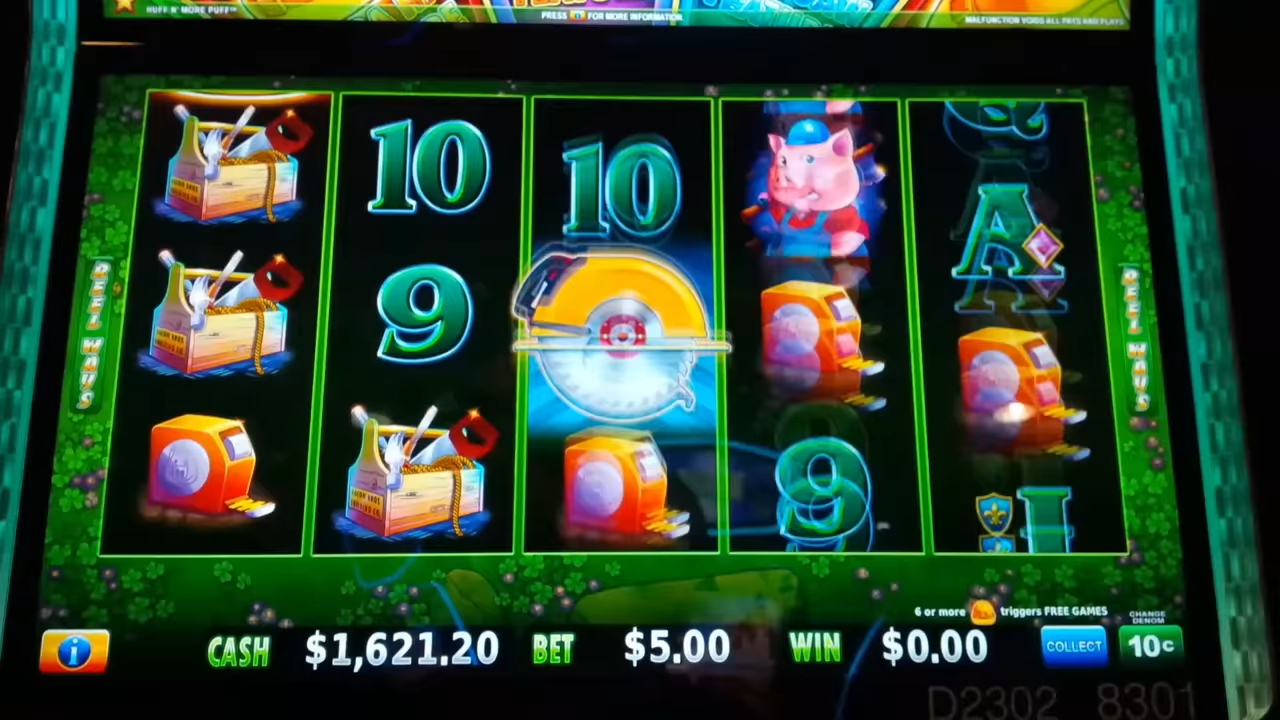 HUFF N' MORE PUFF™
PRESS i FOR MORE INFORMATION
MALFUNCTION VOIDS ALL PAYS AND PLAYS
10
10
A
9
9
J
REEL WAYS
REEL WAYS
6 or more triggers FREE GAMES
CHANGE
DENOM
i
CASH $1,621.20 BET $5.00 WIN $0.00 COLLECT 10¢
D2302 8301